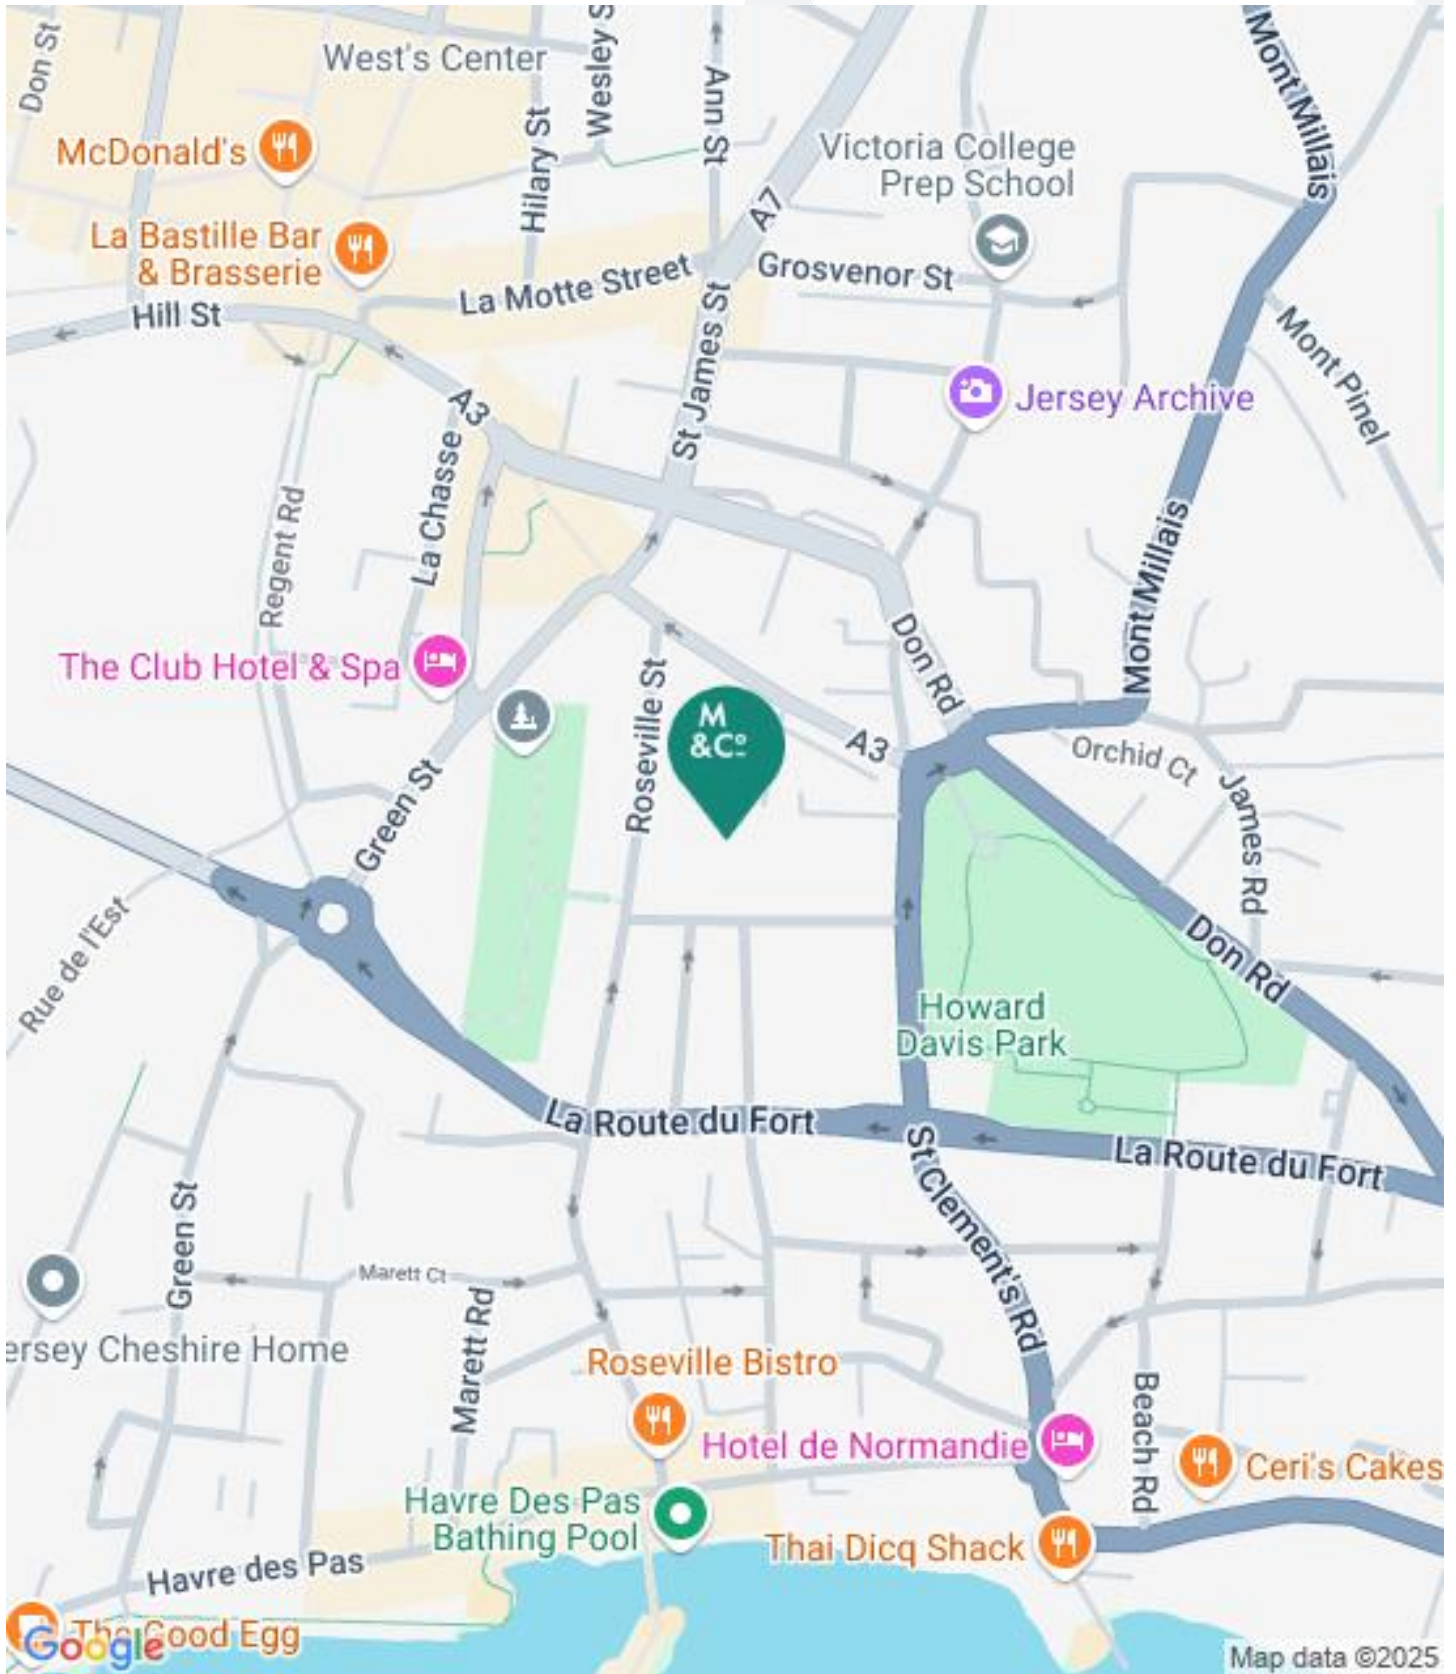 Don St
West's Center
Wesley S
Ann St
Mont Millais
McDonald's
Hilary St
Victoria College
Prep School
A7
La Bastille Bar
& Brasserie
La Motte Street
Grosvenor St
Hill St
St James St
Mont Pinel
A3
Jersey Archive
La Chasse
Regent Rd
Mont Millais
Don Rd
The Club Hotel & Spa
Roseville St
M
&Cº
A3
Orchid Ct
James Rd
Green St
Rue de l'Est
Don Rd
Howard
Davis Park
La Route du Fort
La Route du Fort
St Clement's Rd
Green St
Marett Ct
Marett Rd
ersey Cheshire Home
Roseville Bistro
Beach Rd
Hotel de Normandie
Ceri's Cakes
Havre Des Pas
Bathing Pool
Thai Dicq Shack
Havre des Pas
The Good Egg
Google
Map data ©2025